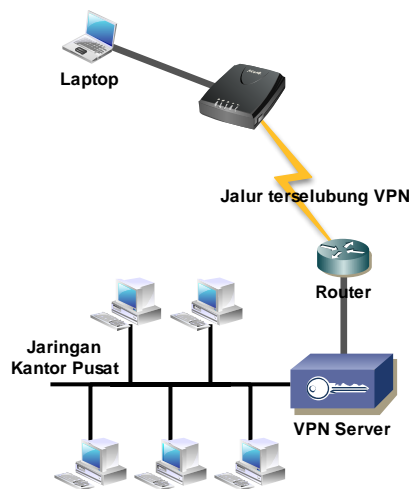 Laptop
Jalur terselubung VPN
Router
Jaringan
Kantor Pusat
VPN Server